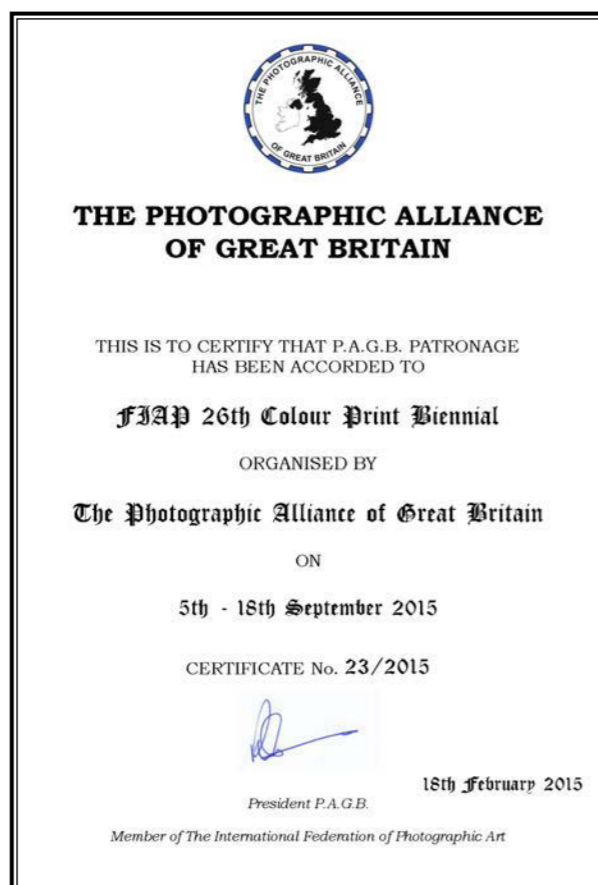 THE PHOTOGRAPHIC ALLIANCE
OF GREAT BRITAIN
THE PHOTOGRAPHIC ALLIANCE
OF GREAT BRITAIN
THIS IS TO CERTIFY THAT P.A.G.B. PATRONAGE
HAS BEEN ACCORDED TO
FIAP 26th Colour Print Biennial
ORGANISED BY
The Photographic Alliance of Great Britain
ON
5th - 18th September 2015
CERTIFICATE No. 23/2015
18th February 2015
President P.A.G.B.
Member of The International Federation of Photographic Art